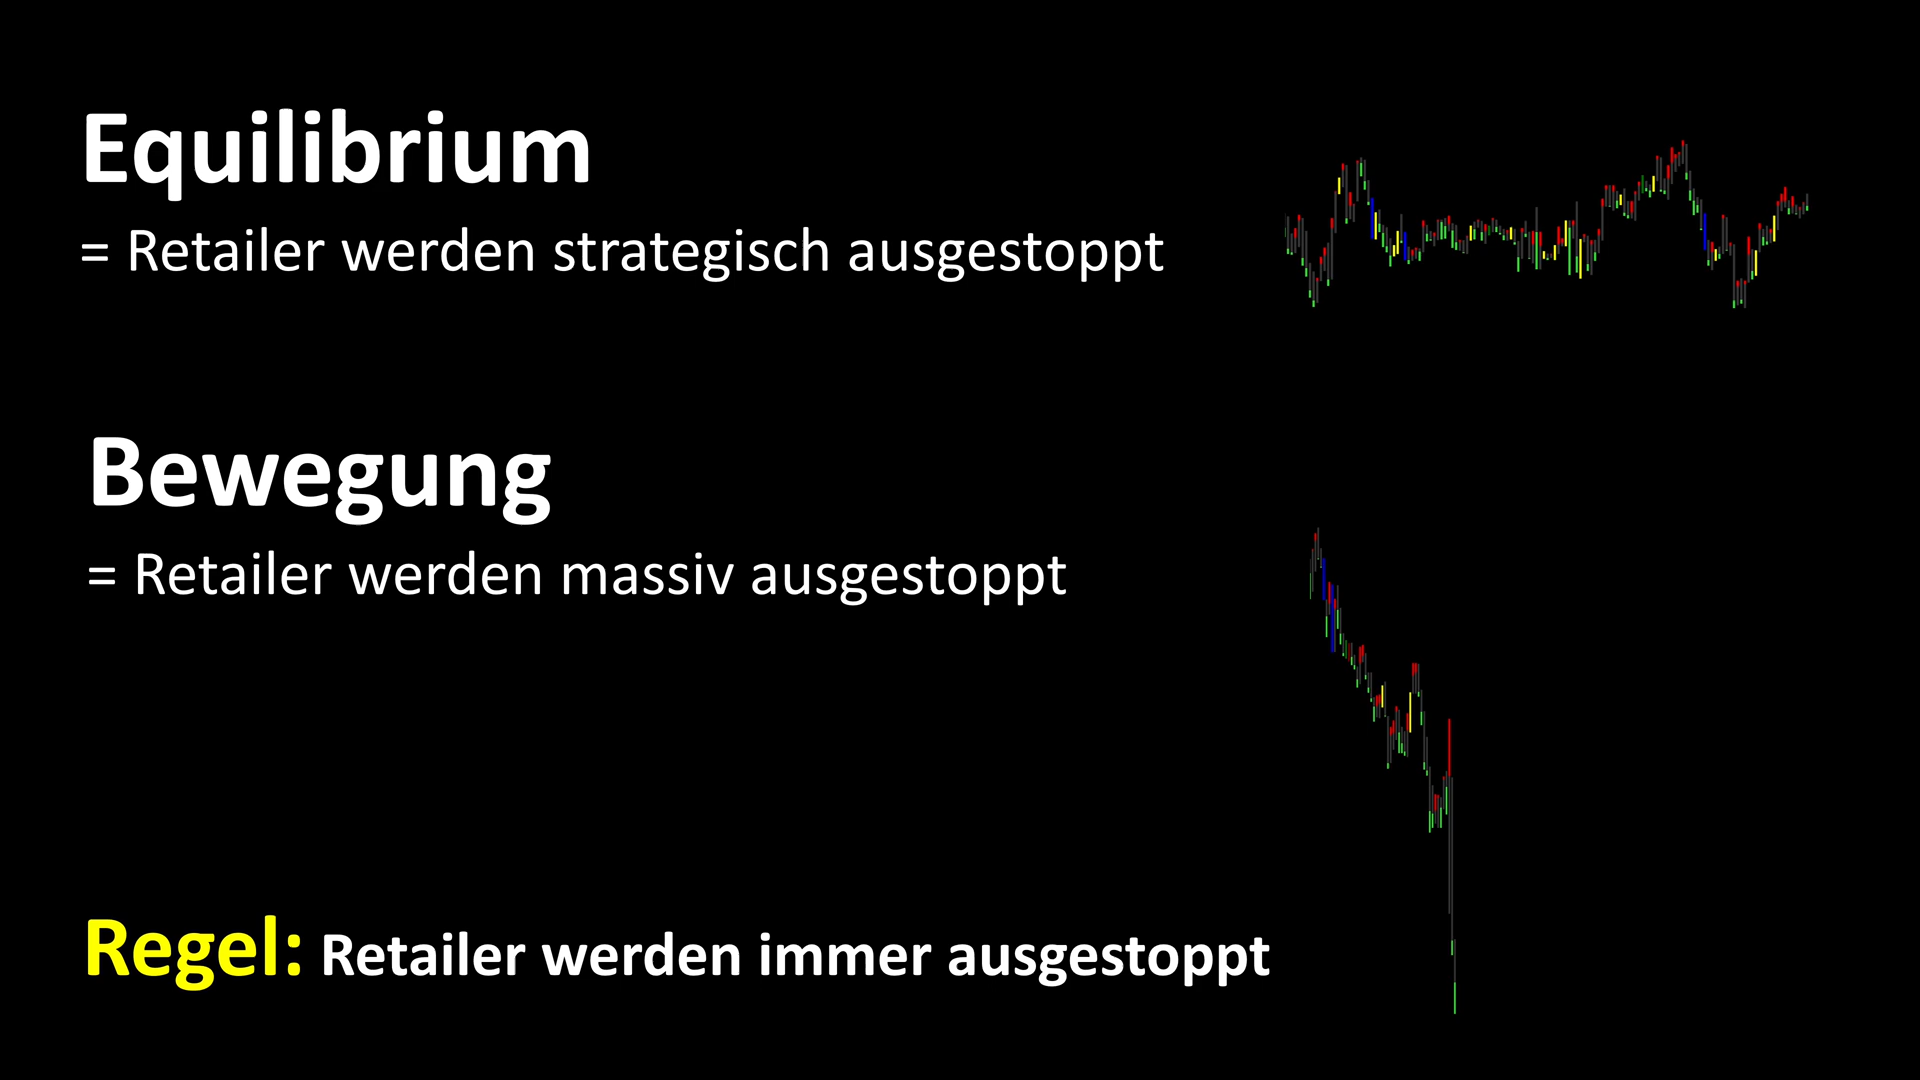 Equilibrium
= Retailer werden strategisch ausgestoppt
Bewegung
= Retailer werden massiv ausgestoppt
Regel: Retailer werden immer ausgestoppt